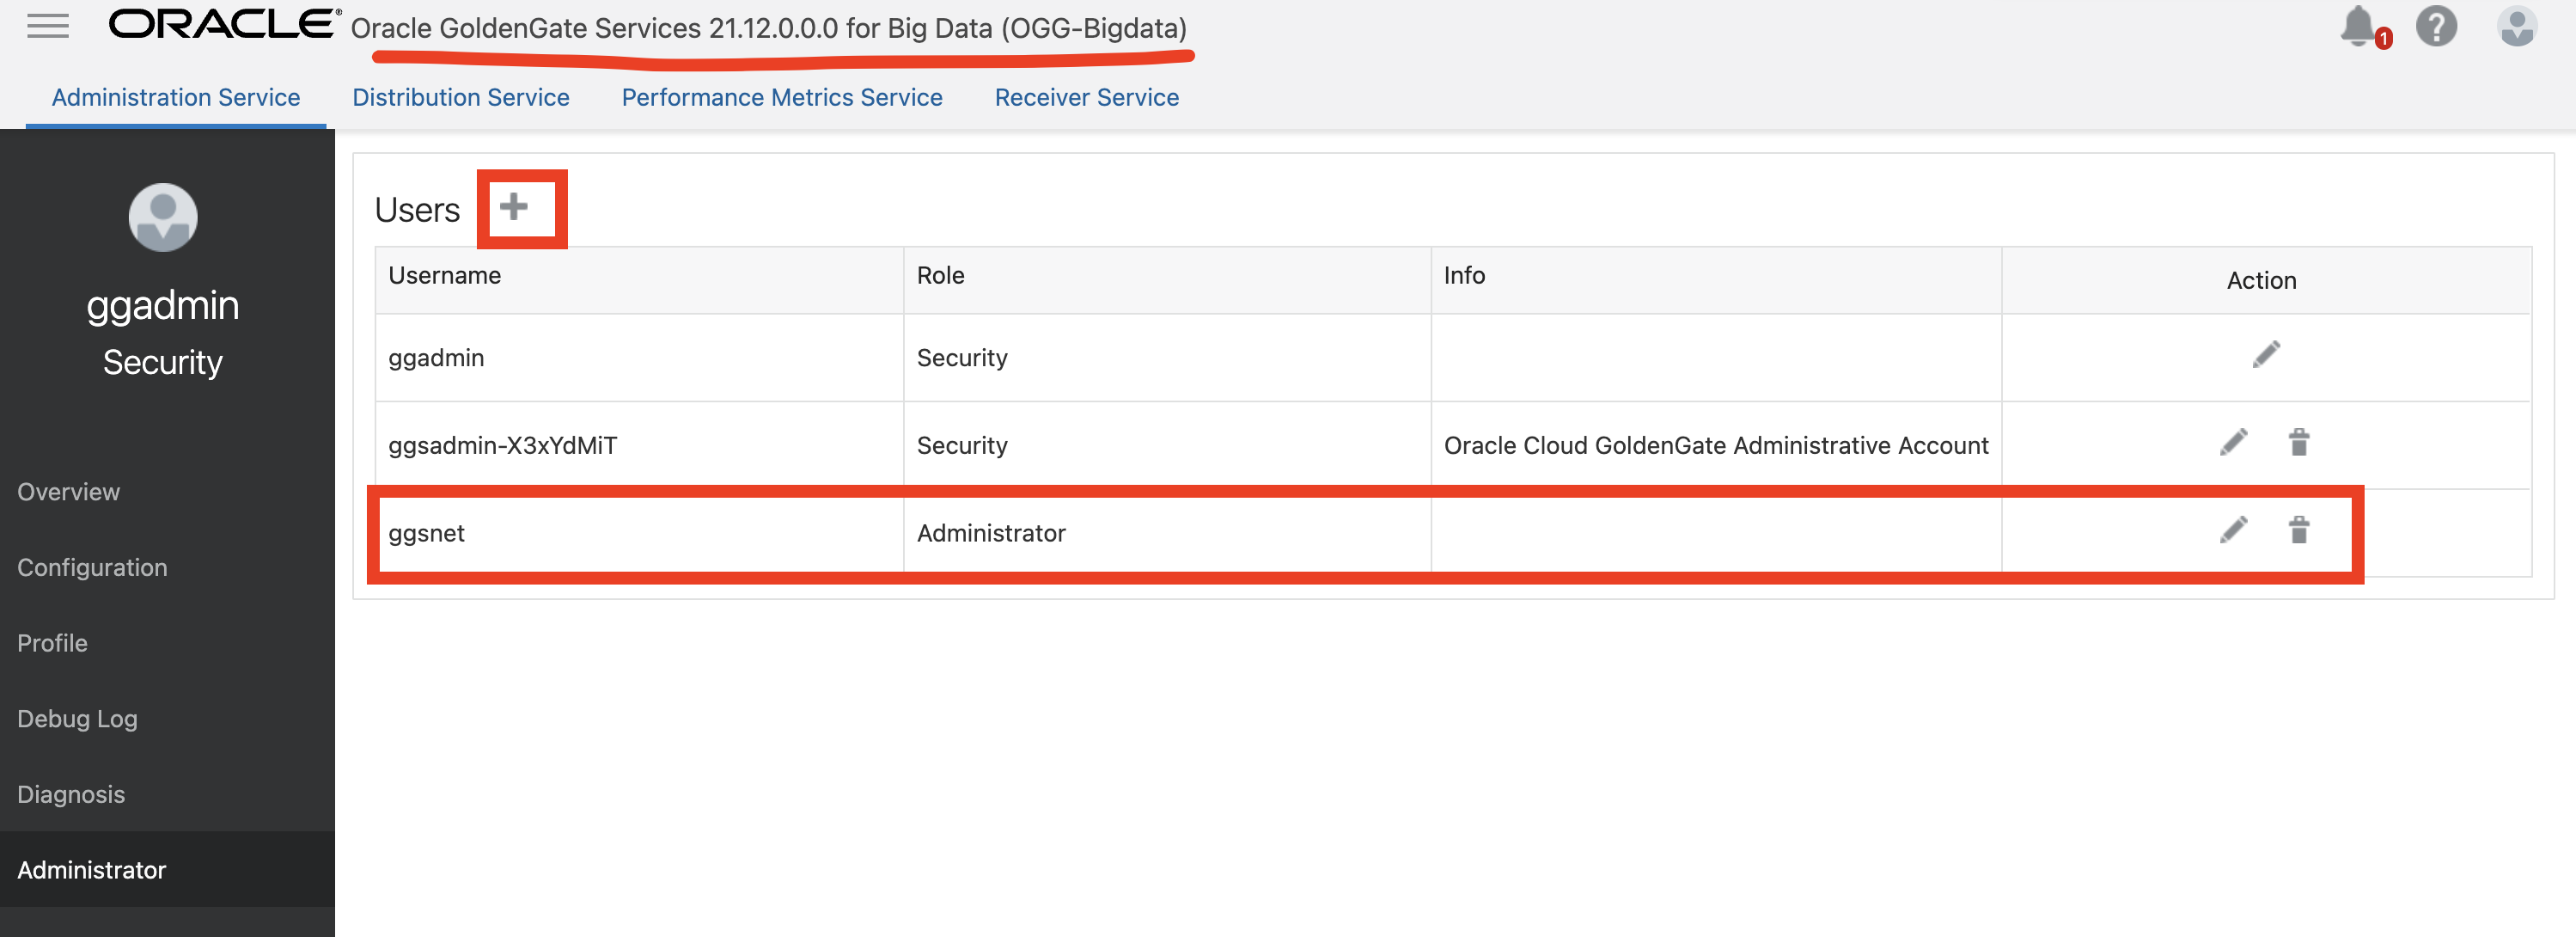 ORACLE® Oracle GoldenGate Services 21.12.0.0.0 for Big Data (OGG-Bigdata)
1 ?
Administration Service Distribution Service Performance Metrics Service Receiver Service
ggadmin
Security
Overview
Configuration
Profile
Debug Log
Diagnosis
Administrator
Users +
Username Role Info Action
ggadmin Security
ggsadmin-X3xYdMiT Security Oracle Cloud GoldenGate Administrative Account
ggsnet Administrator